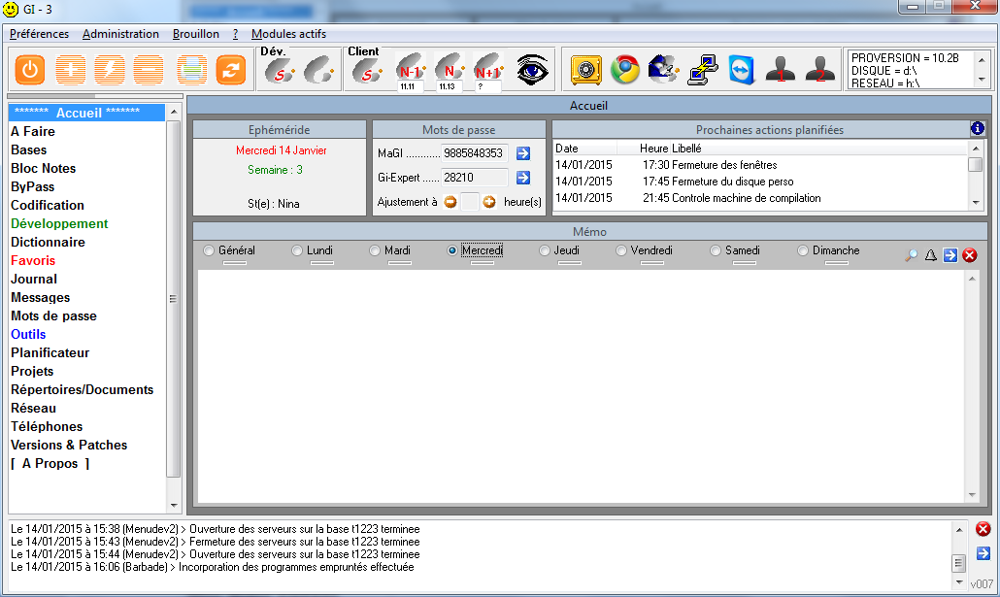 GI - 3
Préférences Administration Brouillon ? Modules actifs
Dév. Client
S S N-1 N N+1
11.11 11.13 ?
1 2
PROVERSION = 10.2B
DISQUE = d:\
RESEAU = h:\
******* Accueil *******
A Faire
Bases
Bloc Notes
ByPass
Codification
Développement
Dictionnaire
Favoris
Journal
Messages
Mots de passe
Outils
Planificateur
Projets
Répertoires/Documents
Réseau
Téléphones
Versions & Patches
[ A Propos ]
Accueil
Ephéméride
Mercredi 14 Janvier
Semaine : 3
St(e) : Nina
Mots de passe
MaGI ............ 9885848353
Gi-Expert ...... 28210
Ajustement à heure(s)
Prochaines actions planifiées
Date Heure Libellé
14/01/2015 17:30 Fermeture des fenêtres
14/01/2015 17:45 Fermeture du disque perso
14/01/2015 21:45 Controle machine de compilation
Mémo
Général Lundi Mardi Mercredi Jeudi Vendredi Samedi Dimanche
Le 14/01/2015 à 15:38 (Menudev2) > Ouverture des serveurs sur la base t1223 terminee
Le 14/01/2015 à 15:43 (Menudev2) > Fermeture des serveurs sur la base t1223 terminee
Le 14/01/2015 à 15:44 (Menudev2) > Ouverture des serveurs sur la base t1223 terminee
Le 14/01/2015 à 16:06 (Barbade) > Incorporation des programmes empruntés effectuée
v007